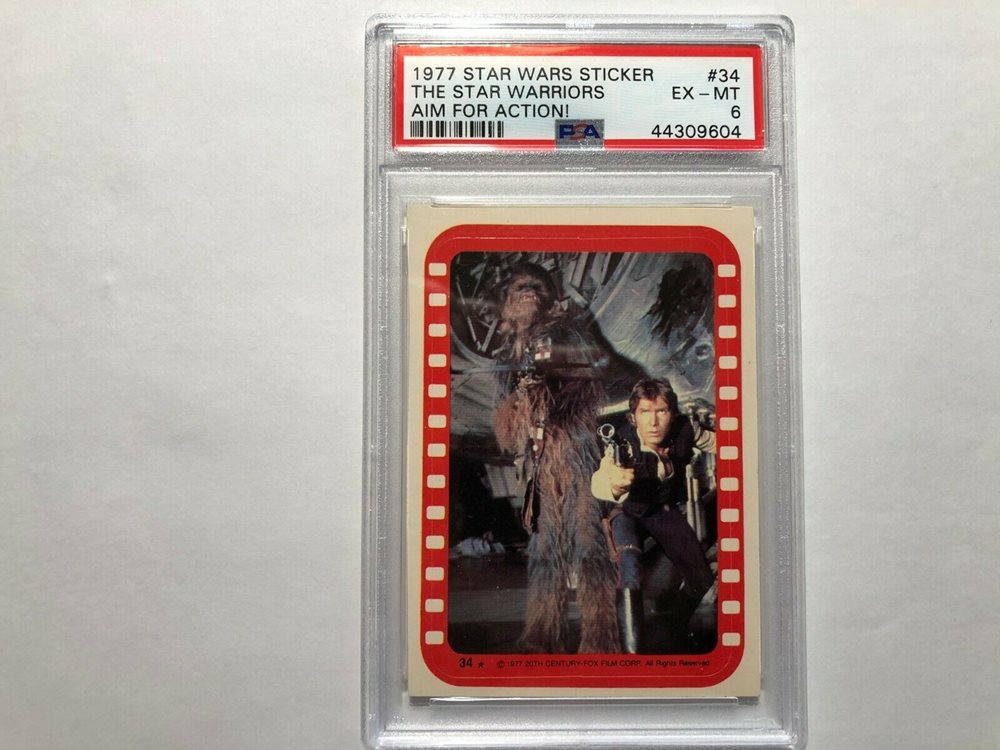 1977 STAR WARS STICKER #34
THE STAR WARRIORS EX – MT
AIM FOR ACTION! 6
PSA 44309604
34 ★ © 1977 20TH CENTURY-FOX FILM CORP. All Rights Reserved